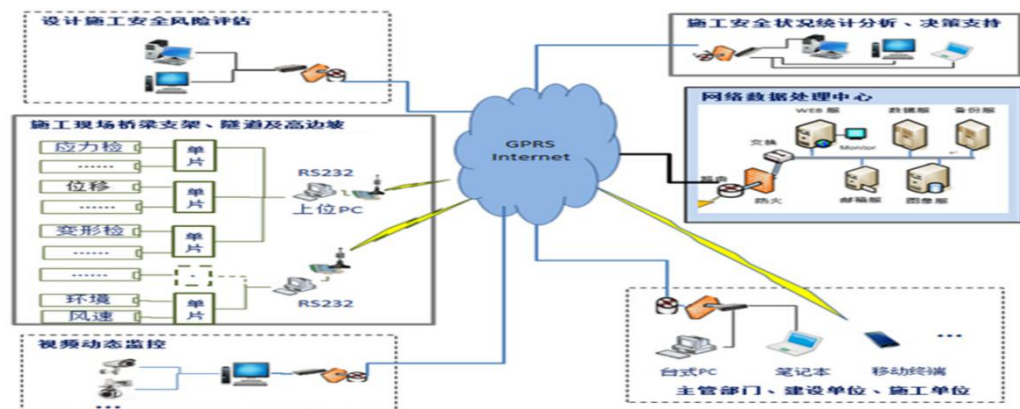 设计施工安全风险评估
施工安全状况统计分析、决策支持
施工现场桥梁支架、隧道及高边坡
应力检
......
位移
......
变形检
......
......
环境
风速
单片
单片
单片
单片
RS232
上位PC
RS232
GPRS
Internet
网络数据处理中心
WEB 服
数据服
备份服
交换
Monitor
路由
防火
邮箱服
图像服
视频动态监控
...
台式PC
笔记本
移动终端
...
主管部门、建设单位、施工单位